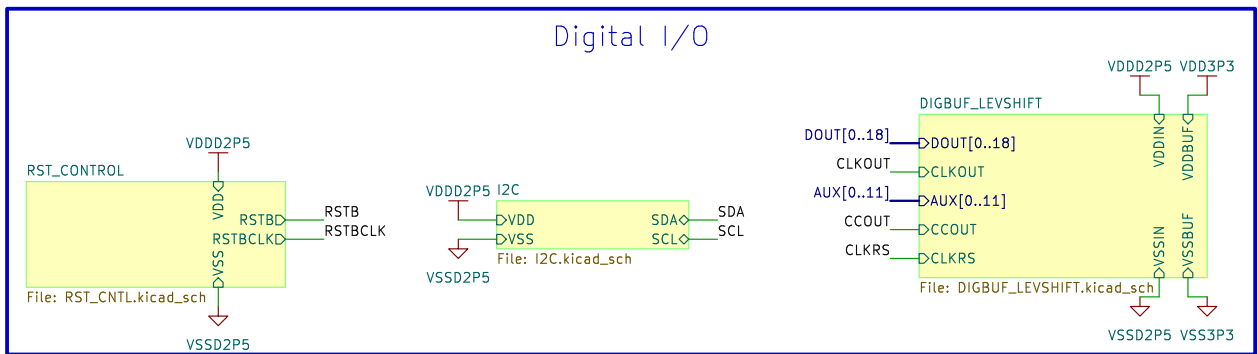 Digital I/O
RST_CONTROL
VDDD2P5
VDD
RSTB
RSTBCLK
VSS
RSTB
RSTBCLK
File: RST_CNTL.kicad_sch
VSSD2P5
VDDD2P5
I2C
VDD
VSS
SDA
SCL
SDA
SCL
VSSD2P5
File: I2C.kicad_sch
VDDD2P5
VDD3P3
DIGBUF_LEVSHIFT
DOUT[0..18]
CLKOUT
AUX[0..11]
CCOUT
CLKRS
DOUT[0..18]
CLKOUT
AUX[0..11]
CCOUT
CLKRS
VDDIN
VDDBUF
VSSIN
VSSBUF
File: DIGBUF_LEVSHIFT.kicad_sch
VSSD2P5
VSS3P3